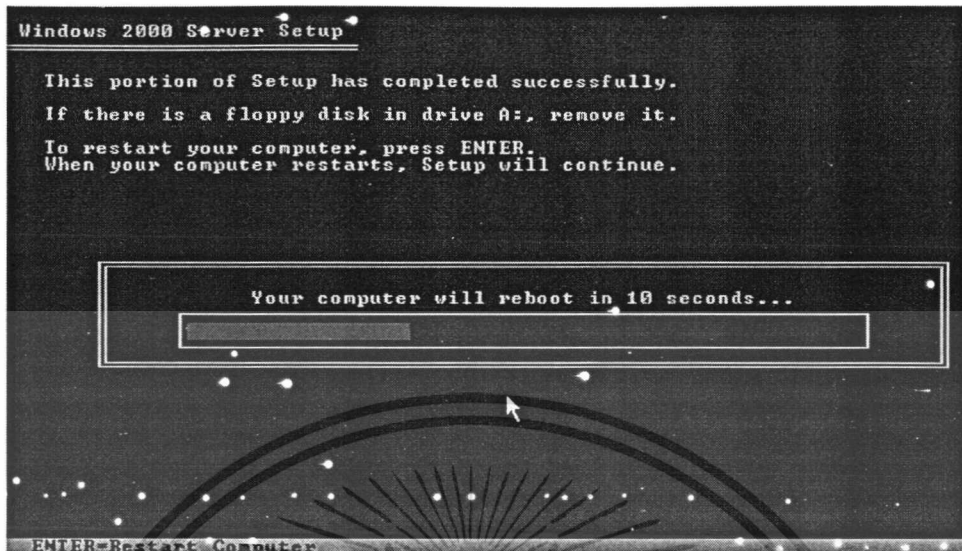 Windows 2000 Server Setup
This portion of Setup has completed successfully.
If there is a floppy disk in drive A:, remove it.
To restart your computer, press ENTER.
When your computer restarts, Setup will continue.
Your computer will reboot in 10 seconds...
ENTER=Restart Computer